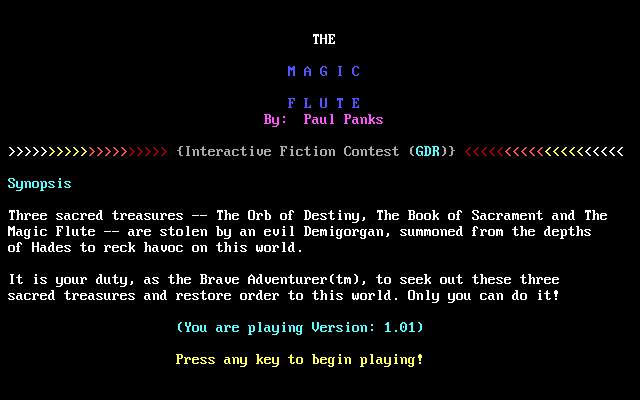 THE
M A G I C
F L U T E
By:  Paul Panks
>>>>>>>>>>>>>>>>>>>> {Interactive Fiction Contest (GDR)} <<<<<<<<<<<<<<<<<<<<
Synopsis
Three sacred treasures -- The Orb of Destiny, The Book of Sacrament and The
Magic Flute -- are stolen by an evil Demigorgan, summoned from the depths
of Hades to reck havoc on this world.
It is your duty, as the Brave Adventurer(tm), to seek out these three
sacred treasures and restore order to this world. Only you can do it!
(You are playing Version: 1.01)
Press any key to begin playing!